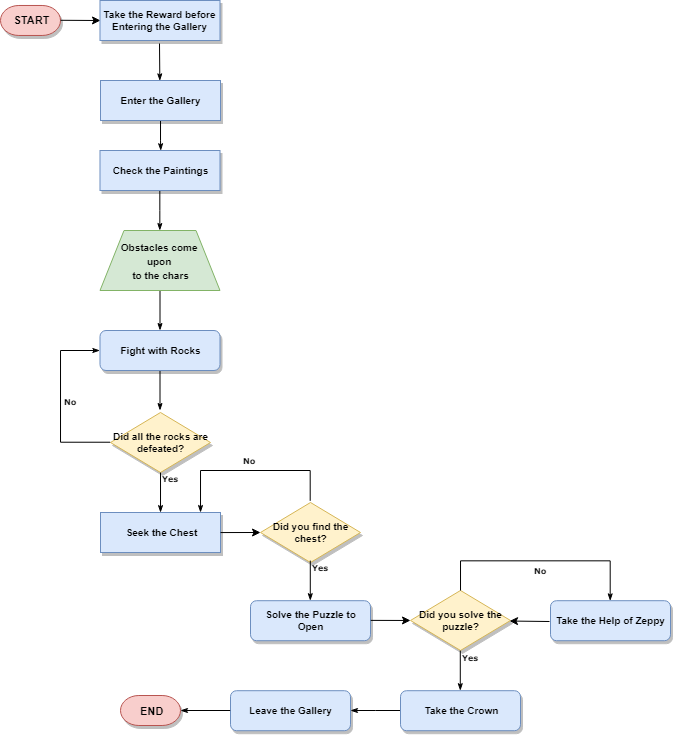 START
Take the Reward before
Entering the Gallery
Enter the Gallery
Check the Paintings
Obstacles come
upon
to the chars
Fight with Rocks
No
Did all the rocks are
defeated?
Yes
No
Seek the Chest
Did you find the
chest?
Yes
No
Solve the Puzzle to
Open
Did you solve the
puzzle?
Take the Help of Zeppy
Yes
END
Leave the Gallery
Take the Crown